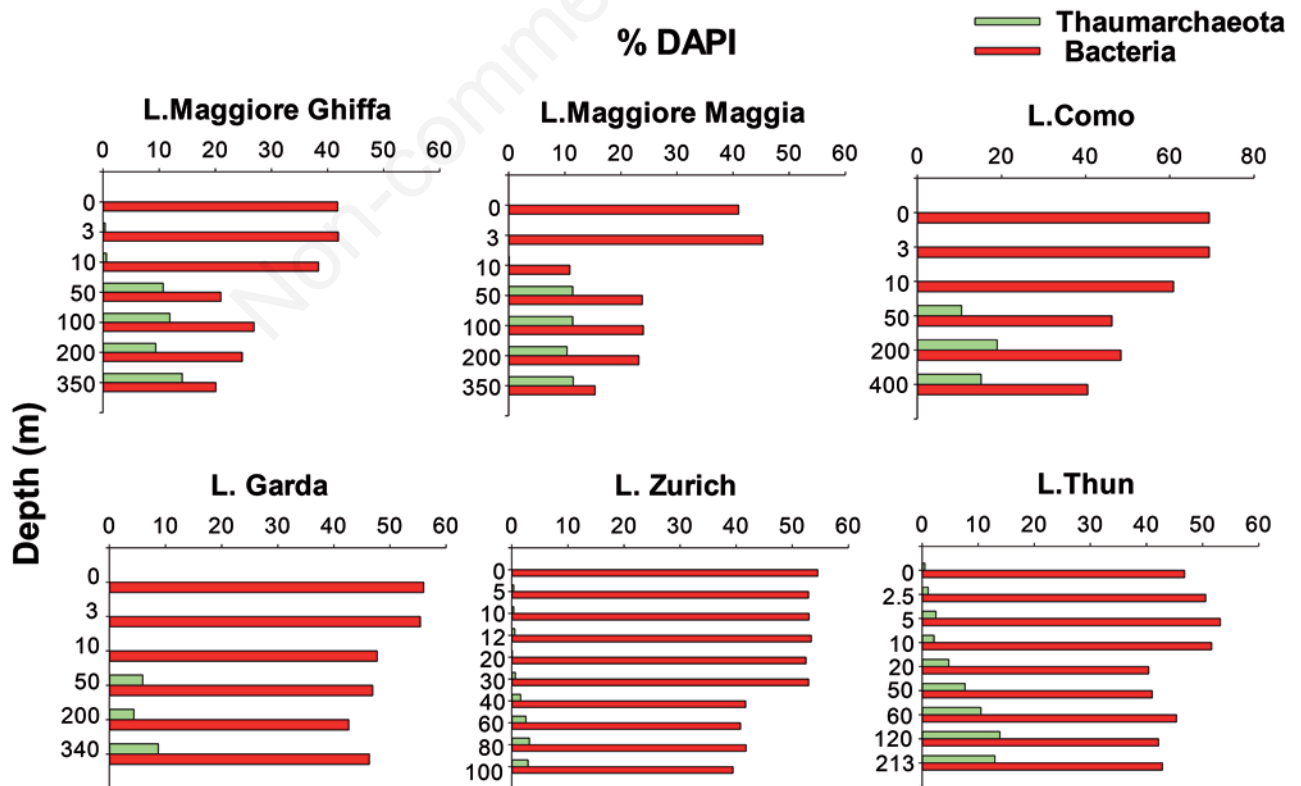 Non-comme
% DAPI
Thaumarchaeota
Bacteria
L.Maggiore Ghiffa
0 10 20 30 40 50 60
0
3
10
50
100
200
350
L.Maggiore Maggia
0 10 20 30 40 50 60
0
3
10
50
100
200
350
L.Como
0 20 40 60 80
0
3
10
50
200
400
Depth (m)
L. Garda
0 10 20 30 40 50 60
0
3
10
50
200
340
L. Zurich
0 10 20 30 40 50 60
0
5
10
12
20
30
40
60
80
100
L.Thun
0 10 20 30 40 50 60
0
2.5
5
10
20
50
60
120
213